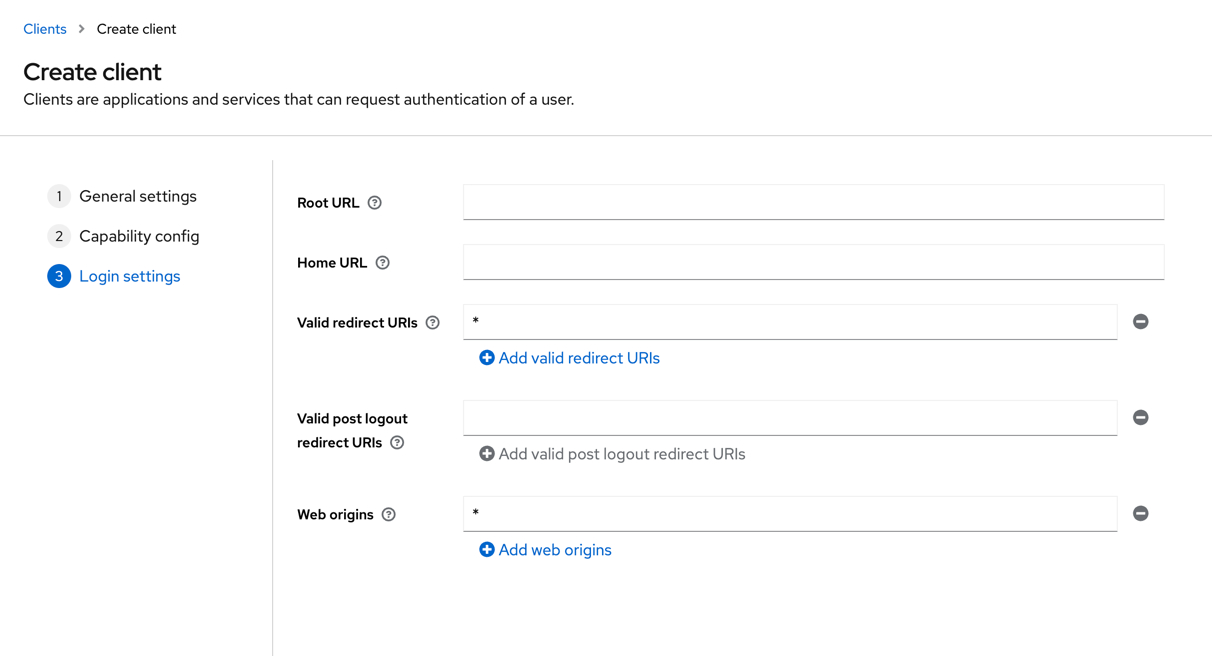 Clients > Create client
Create client
Clients are applications and services that can request authentication of a user.
1 General settings
2 Capability config
3 Login settings
Root URL ?
Home URL ?
Valid redirect URIs ? *
Add valid redirect URIs
Valid post logout
redirect URIs ?
Add valid post logout redirect URIs
Web origins ? *
Add web origins